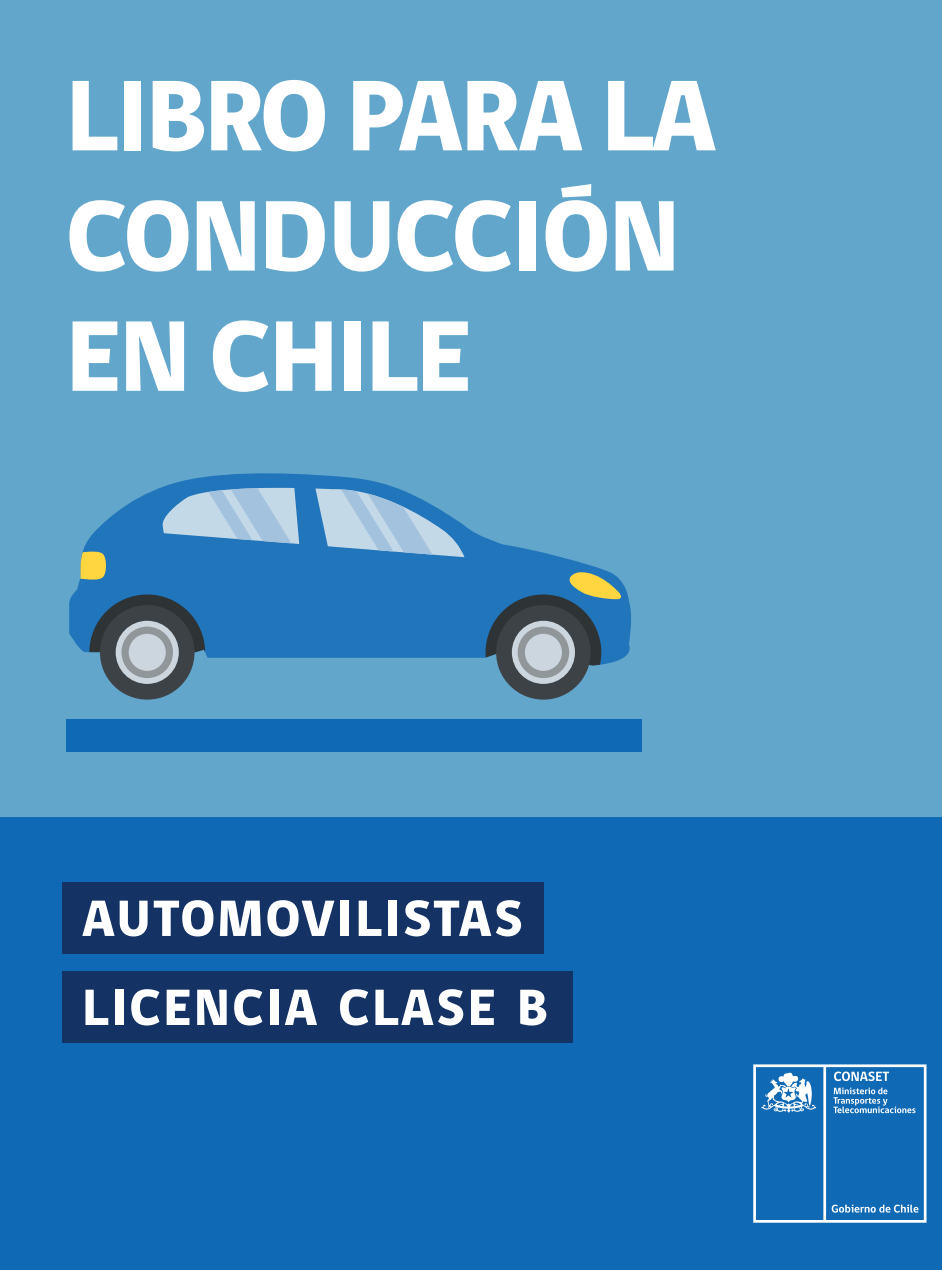 LIBRO PARA LA
CONDUCCIÓN
EN CHILE
AUTOMOVILISTAS
LICENCIA CLASE B
CONASET
Ministerio de
Transportes y
Telecomunicaciones
Gobierno de Chile